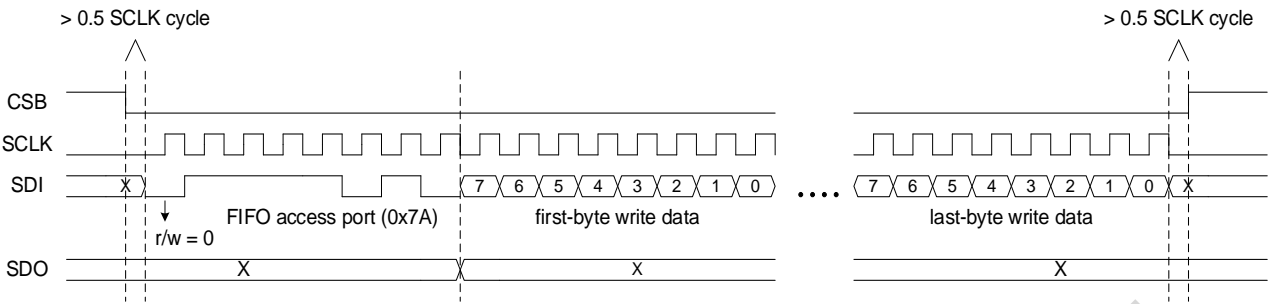 > 0.5 SCLK cycle > 0.5 SCLK cycle
CSB
SCLK
SDI X 7 6 5 4 3 2 1 0 .... 7 6 5 4 3 2 1 0 X
FIFO access port (0x7A) first-byte write data last-byte write data
r/w = 0
SDO X X X